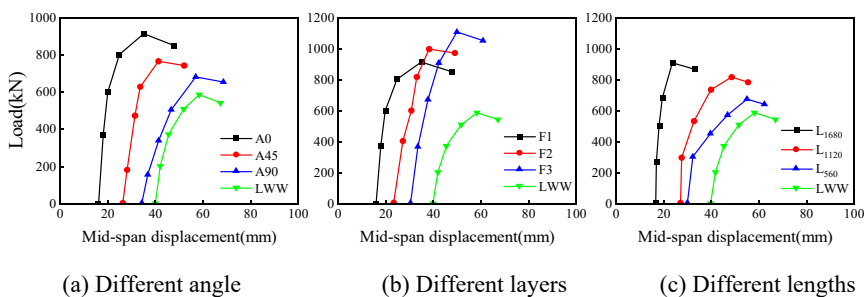 1000
800
600
400
200
0
Load(kN)
0 20 40 60 80 100
Mid-span displacement(mm)
A0
A45
A90
LWW
(a) Different angle
1200
1000
800
600
400
200
0
0 20 40 60 80 100
Mid-span displacement(mm)
F1
F2
F3
LWW
(b) Different layers
1200
1000
800
600
400
200
0
0 20 40 60 80 100
Mid-span displacement(mm)
L1680
L1120
L560
LWW
(c) Different lengths